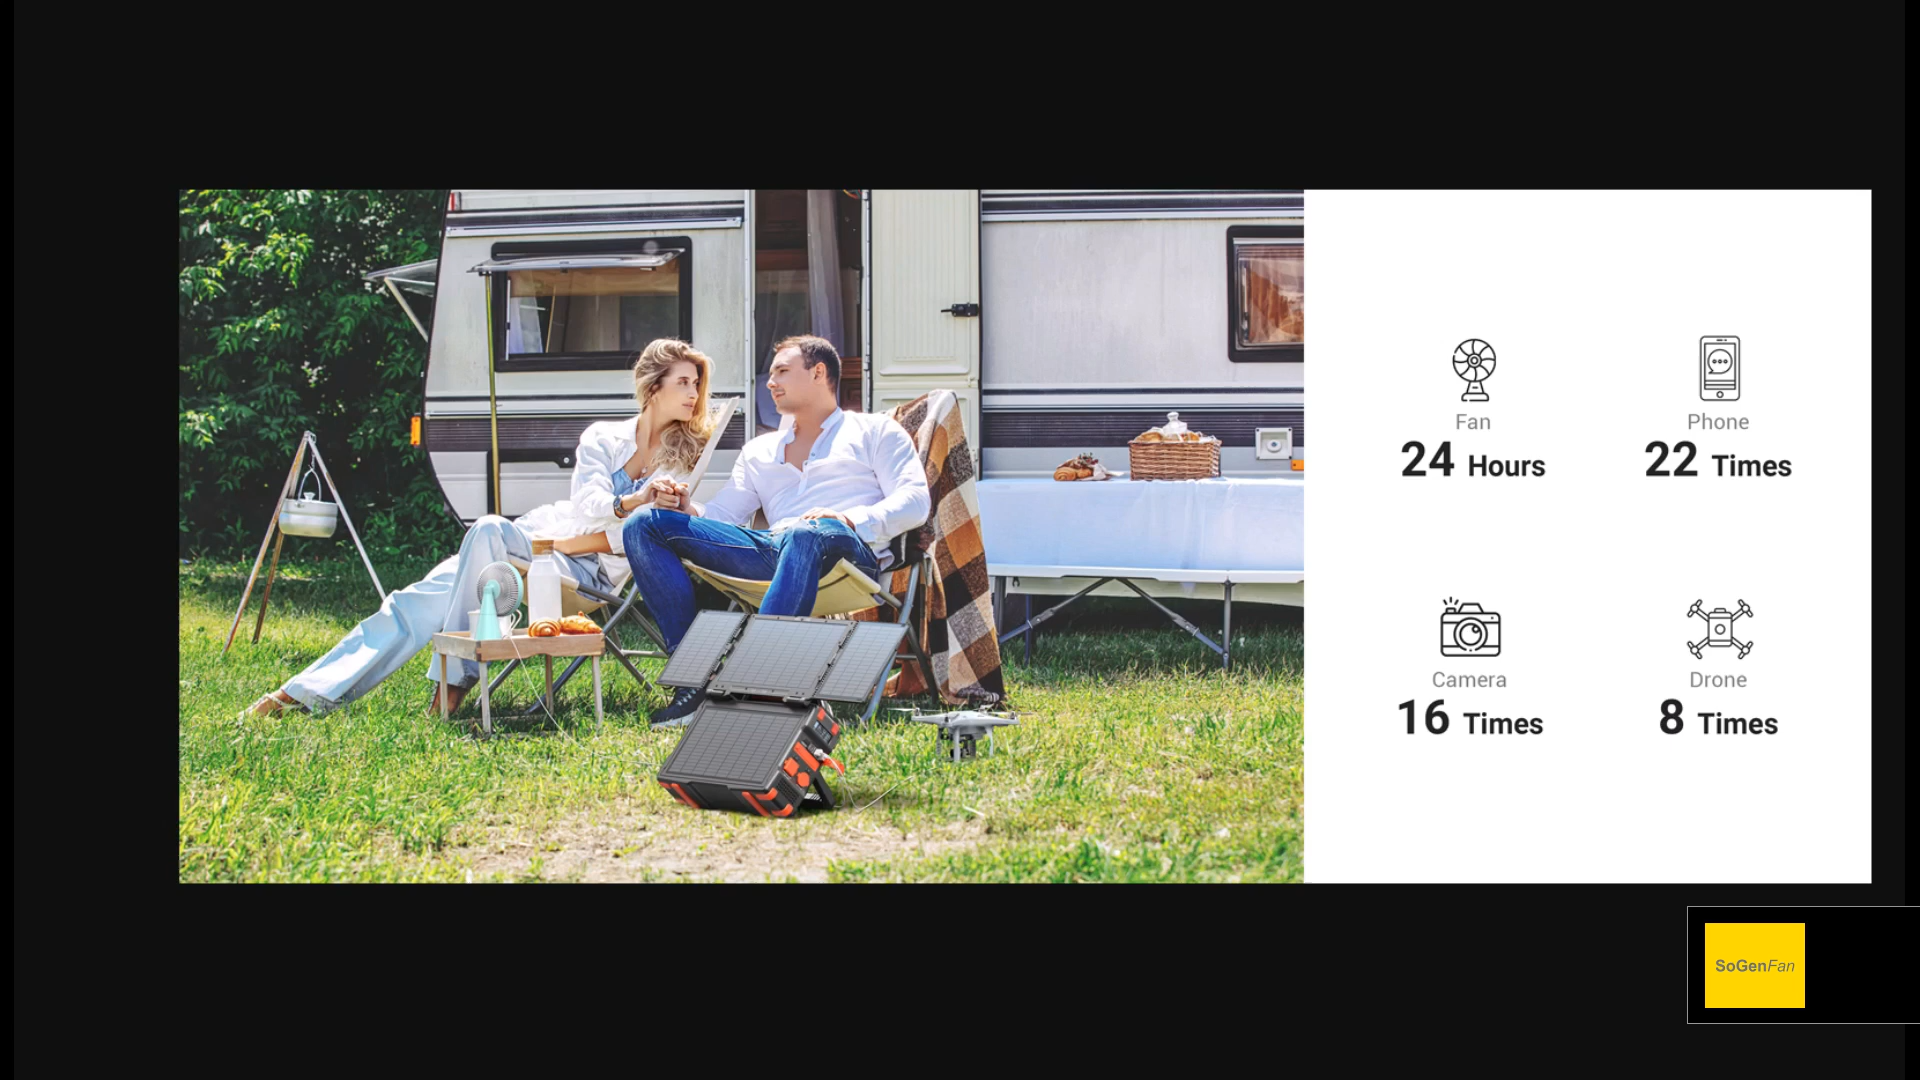 Fan
24 Hours
Phone
22 Times
Camera
16 Times
Drone
8 Times
SoGenFan